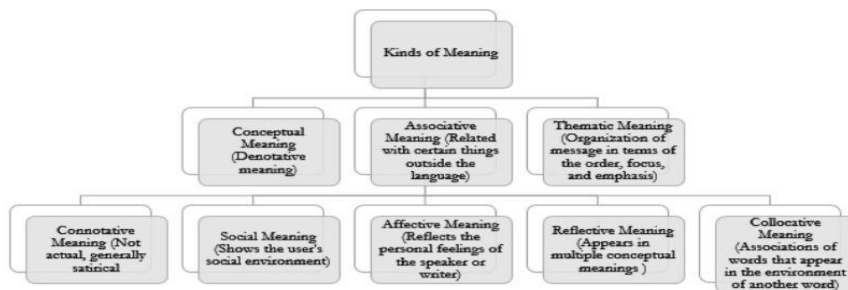 Kinds of Meaning
Conceptual
Meaning
(Denotative
meaning)
Associative
Meaning (Related
with certain things
outside the
language)
Thematic Meaning
(Organization of
message in terms of
the order, focus,
and emphasis)
Connotative
Meaning (Not
actual, generally
satirical
Social Meaning
(Shows the user's
social environment)
Affective Meaning
(Reflects the
personal feelings of
the speaker or
writer)
Reflective Meaning
(Appears in
multiple conceptual
meanings )
Collocative
Meaning
(Associations of
words that appear
in the environment
of another word)